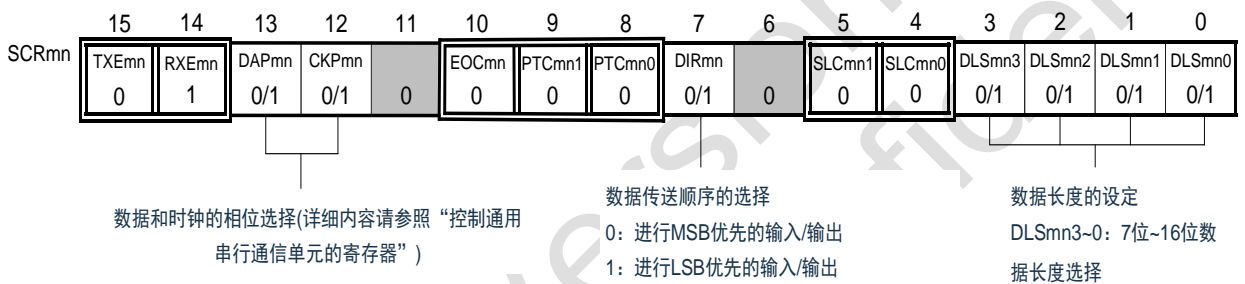 15 14 13 12 11 10 9 8 7 6 5 4 3 2 1 0
SCRmn TXEmn RXEmn DAPmn CKPmn EOCmn PTCmn1 PTCmn0 DIRmn SLCmn1 SLCmn0 DLSmn3 DLSmn2 DLSmn1 DLSmn0
0 1 0/1 0/1 0 0 0 0 0/1 0 0 0 0/1 0/1 0/1 0/1
数据和时钟的相位选择(详细内容请参照“控制通用
串行通信单元的寄存器”)
数据传送顺序的选择
0：进行MSB优先的输入/输出
1：进行LSB优先的输入/输出
数据长度的设定
DLSmn3~0：7位~16位数
据长度选择